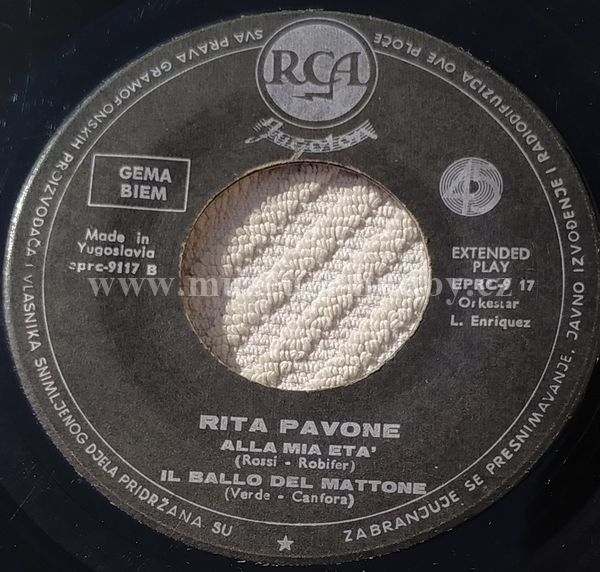 SVA PRAVA GRAMOFONSKIH PROIZVOĐAČA I VLASNIKA SNIMLJENOG DJELA PRIDRŽANA SU ★ ZABRANJUJE SE PRESNIMAVANJE, JAVNO IZVOĐENJE I RADIODIFUZIJA OVE PLOČE
RCA
Jugoton
GEMA
BIEM
Made in
Yugoslavia
eprc-9117 B
EXTENDED
PLAY
EPRC-9 17
Orkestar
L. Enriquez
RITA PAVONE
ALLA MIA ETA'
(Rossi - Robifer)
IL BALLO DEL MATTONE
(Verde - Canfora)